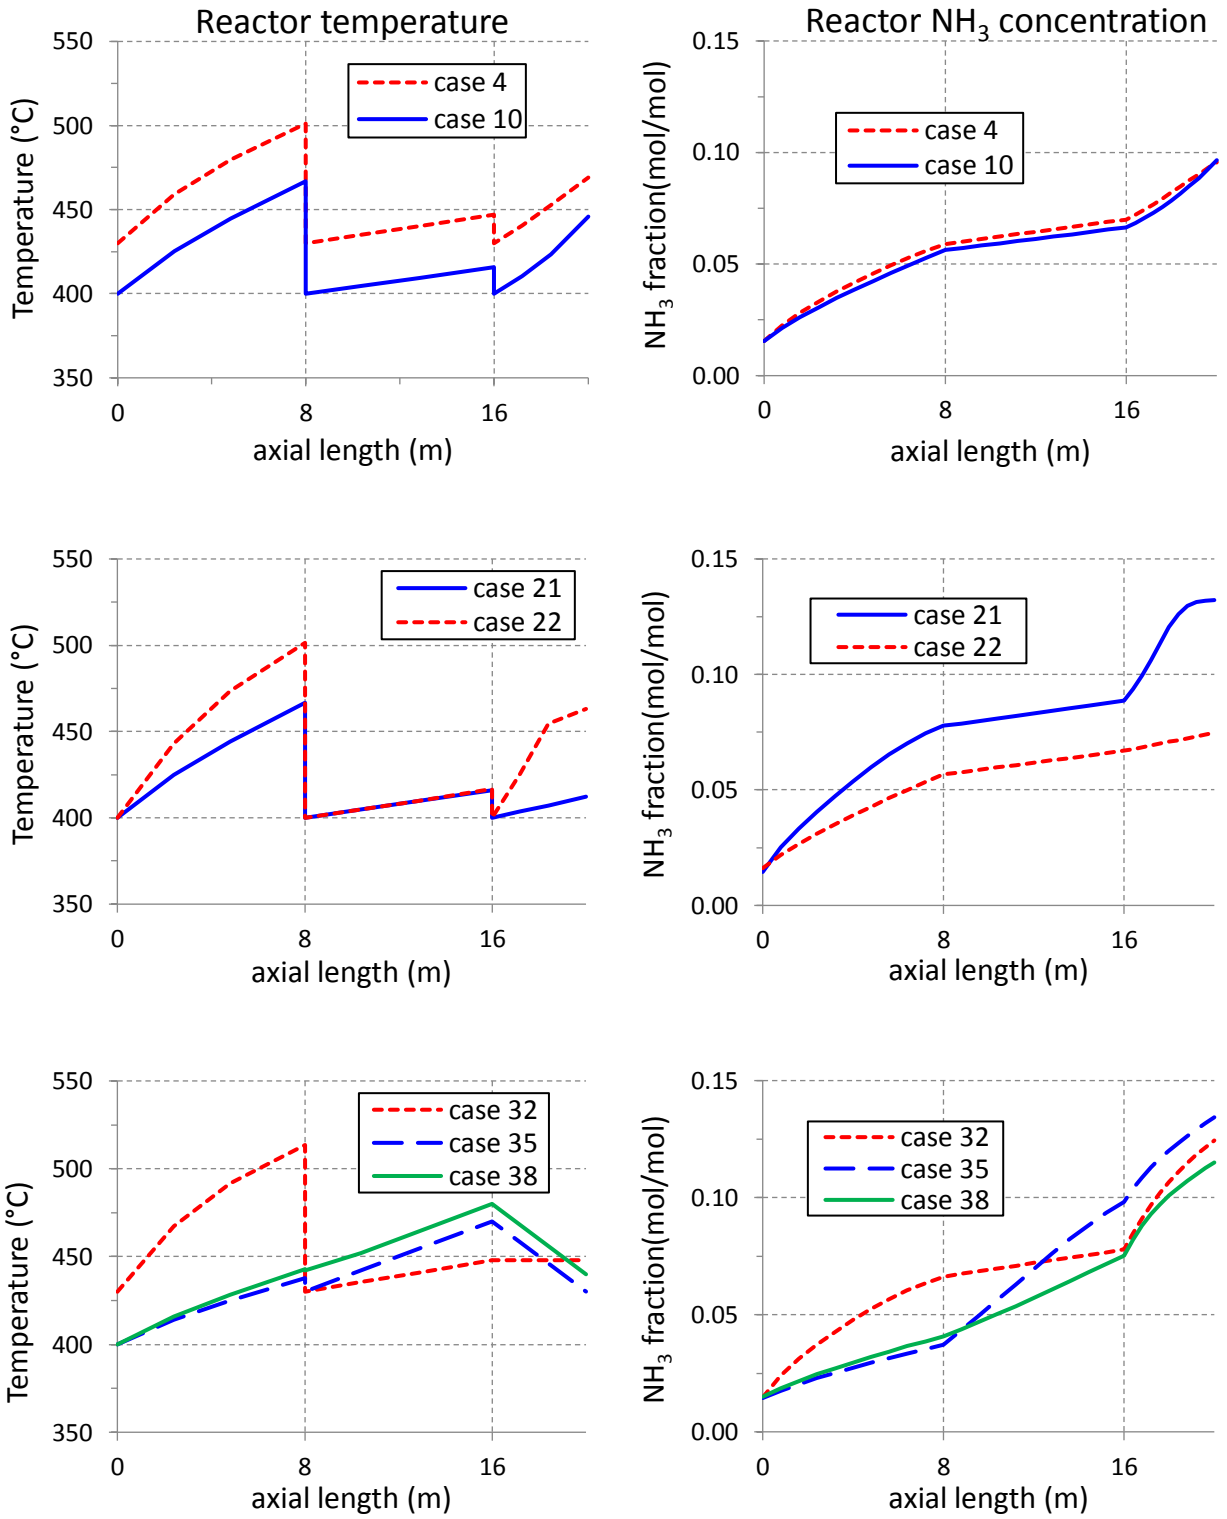 Reactor temperature
550
500
450
400
350
0
8
16
Temperature (°C)
axial length (m)
case 4
case 10
Reactor NH3 concentration
0.15
0.10
0.05
0.00
0
8
16
NH3 fraction(mol/mol)
axial length (m)
case 4
case 10
550
500
450
400
350
0
8
16
Temperature (°C)
axial length (m)
case 21
case 22
0.15
0.10
0.05
0.00
0
8
16
NH3 fraction(mol/mol)
axial length (m)
case 21
case 22
550
500
450
400
350
0
8
16
Temperature (°C)
axial length (m)
case 32
case 35
case 38
0.15
0.10
0.05
0.00
0
8
16
NH3 fraction(mol/mol)
axial length (m)
case 32
case 35
case 38